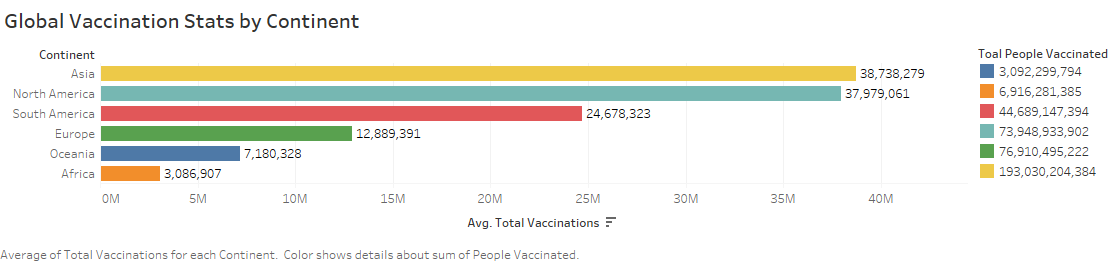 Global Vaccination Stats by Continent
Continent
Asia 38,738,279
North America 37,979,061
South America 24,678,323
Europe 12,889,391
Oceania 7,180,328
Africa 3,086,907
0M 5M 10M 15M 20M 25M 30M 35M 40M
Avg. Total Vaccinations
Toal People Vaccinated
3,092,299,794
6,916,281,385
44,689,147,394
73,948,933,902
76,910,495,222
193,030,204,384
Average of Total Vaccinations for each Continent. Color shows details about sum of People Vaccinated.